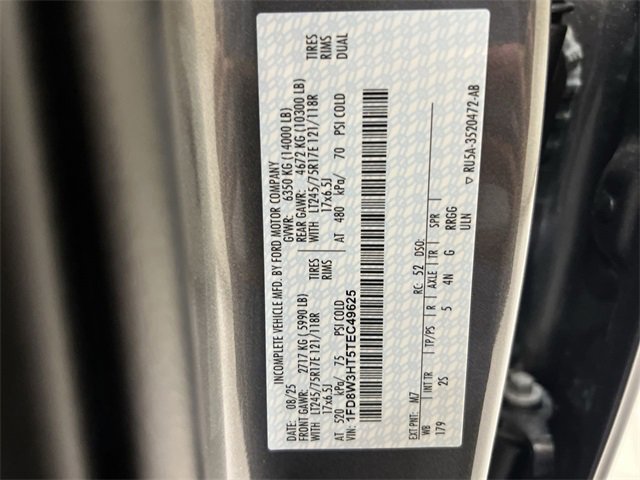 INCOMPLETE VEHICLE MFD. BY FORD MOTOR COMPANY
DATE: 08/25 GVWR: 6350 KG (14000 LB)
FRONT GAWR: 2717 KG ( 5990 LB) REAR GAWR: 4672 KG (10300 LB)
WITH LT245/75R17E 121/118R TIRES WITH LT245/75R17E 121/118R TIRES
17x6.5J RIMS 17x6.5J RIMS
AT 520 kPa/ 75 PSI COLD AT 480 kPa/ 70 PSI COLD DUAL
VIN: 1FD8W3HT5TEC49625
EXT PNT: M7 RC: 52 DSO:
WB INT TR TP/PS R AXLE TR SPR
179 2S 5 4N G RRGG
ULN
▽ RU5A-3520472-AB